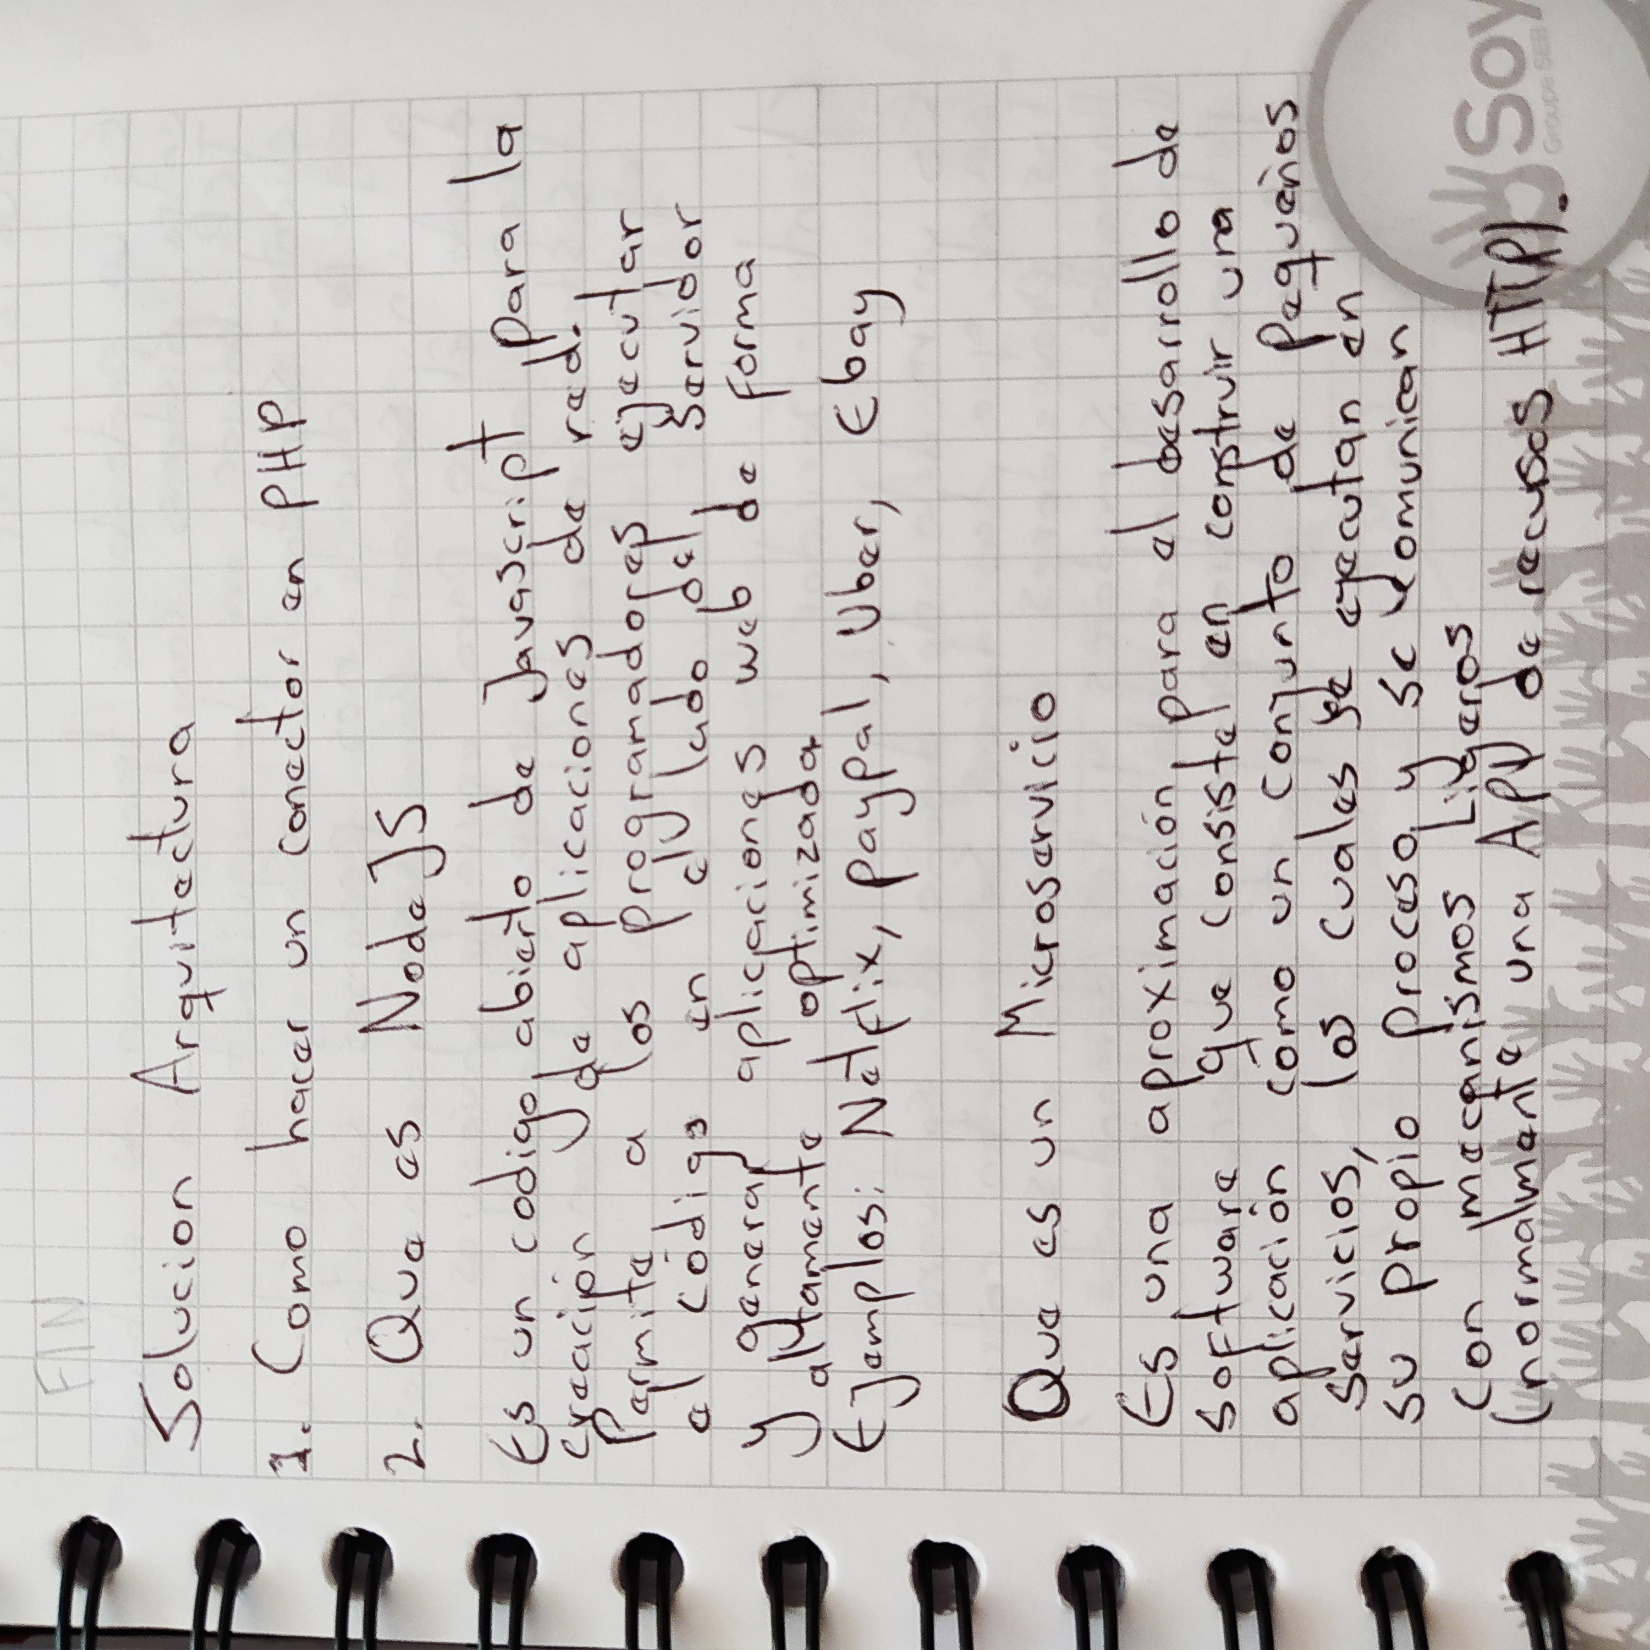 FIN
Solucion Arquitectura
1. Como hacer un conector en PHP
2. Que es Node JS
Es un codigo abierto de Javascript para la
creación de aplicaciones de red.
Permite a los programadores ejecutar
el código en el lado del servidor
y generar aplicaciones web de forma
altamente optimizada
Ejemplos: Netflix, paypal, Uber, Ebay
Que es un Microservicio
Es una aproximación para el desarrollo de
software que consiste en construir una
aplicación como un conjunto de pequeños
servicios, los cuales se ejecutan en
su propio proceso y se comunican
con mecanismos Ligeros
(normalmente una API de recursos HTTP).
Soy